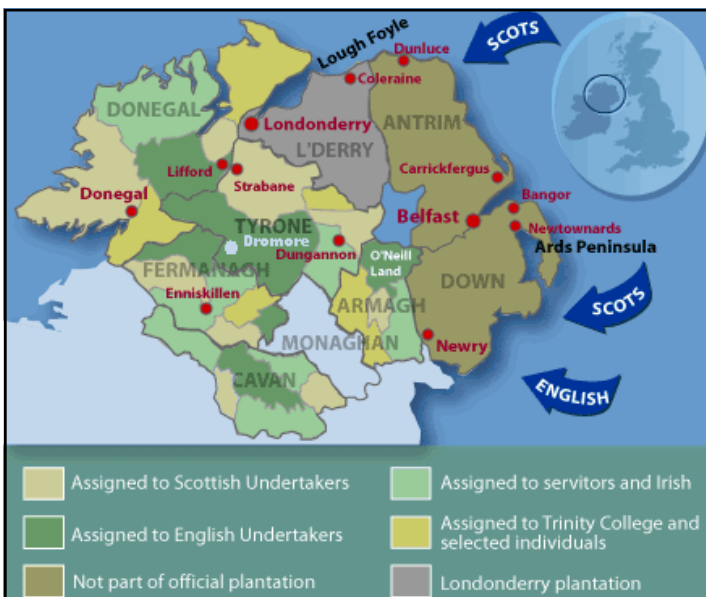 SCOTS
Lough Foyle
Dunluce
Coleraine
DONEGAL
ANTRIM
Londonderry
L'DERRY
Lifford
Strabane
Carrickfergus
Donegal
Bangor
Belfast
TYRONE
Newtownards
Dromore
Ards Peninsula
Dungannon
O'Neill
Land
FERMANAGH
DOWN
Enniskillen
ARMAGH
SCOTS
MONAGHAN
Newry
CAVAN
ENGLISH
Assigned to Scottish Undertakers
Assigned to English Undertakers
Not part of official plantation
Assigned to servitors and Irish
Assigned to Trinity College and
selected individuals
Londonderry plantation